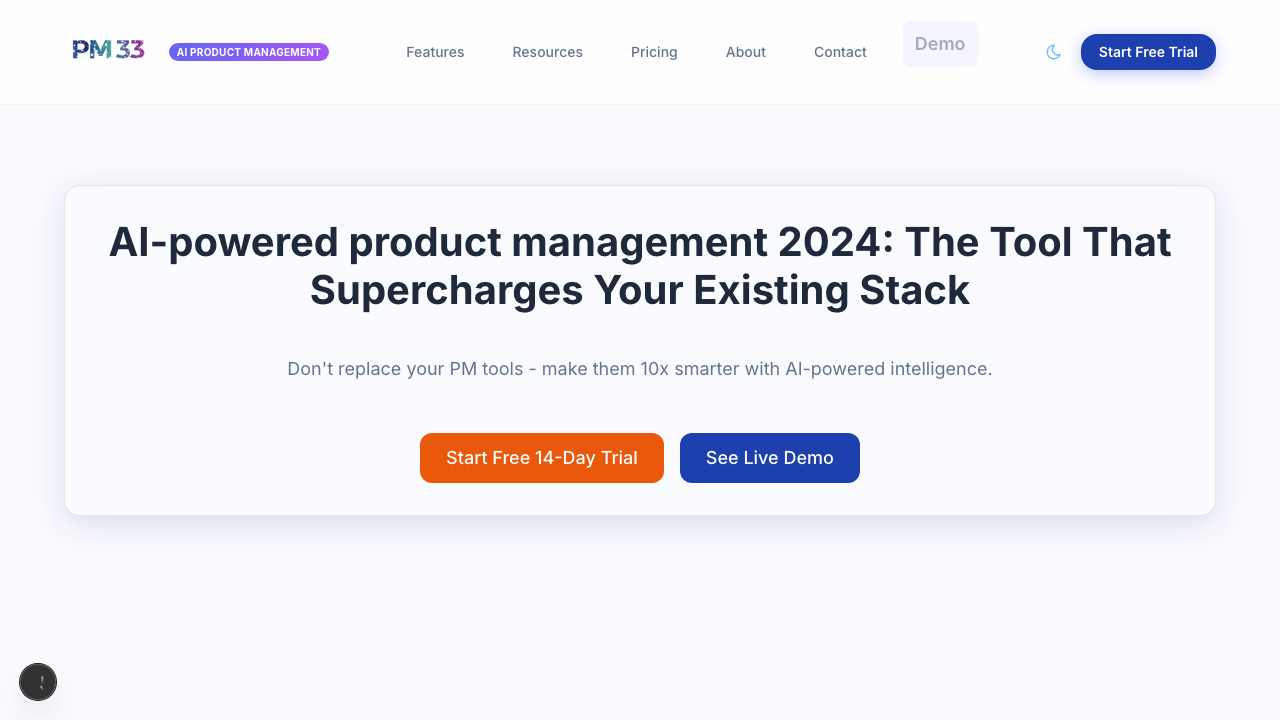 PM 33
AI PRODUCT MANAGEMENT
Features
Resources
Pricing
About
Contact
Demo
Start Free Trial
AI-powered product management 2024: The Tool That
Supercharges Your Existing Stack
Don't replace your PM tools - make them 10x smarter with AI-powered intelligence.
Start Free 14-Day Trial
See Live Demo